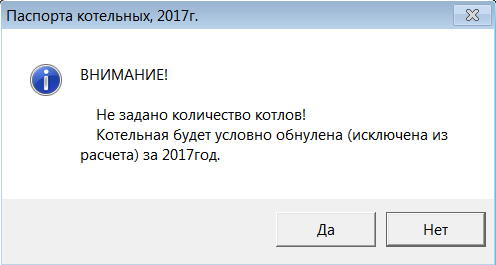 Паспорта котельных, 2017г.
ВНИМАНИЕ!
Не задано количество котлов!
Котельная будет условно обнулена (исключена из
расчета) за 2017год.
Да
Нет